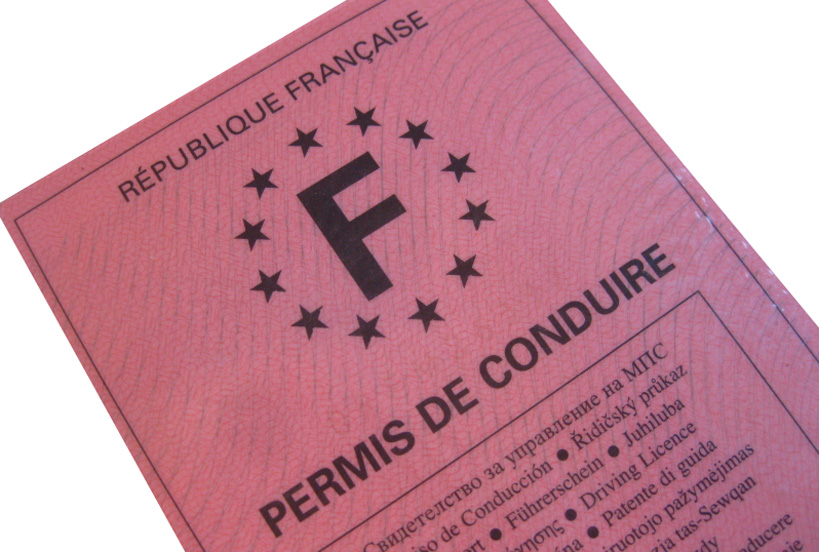 RÉPUBLIQUE FRANÇAISE
F
PERMIS DE CONDUIRE
Свидетелство за управление на МПС
de Conducción ● Řidičský průkaz
● Führerschein ● Juhiluba
● Driving Licence
● Patente di guida
pažymėjimas
tas-Sewqan